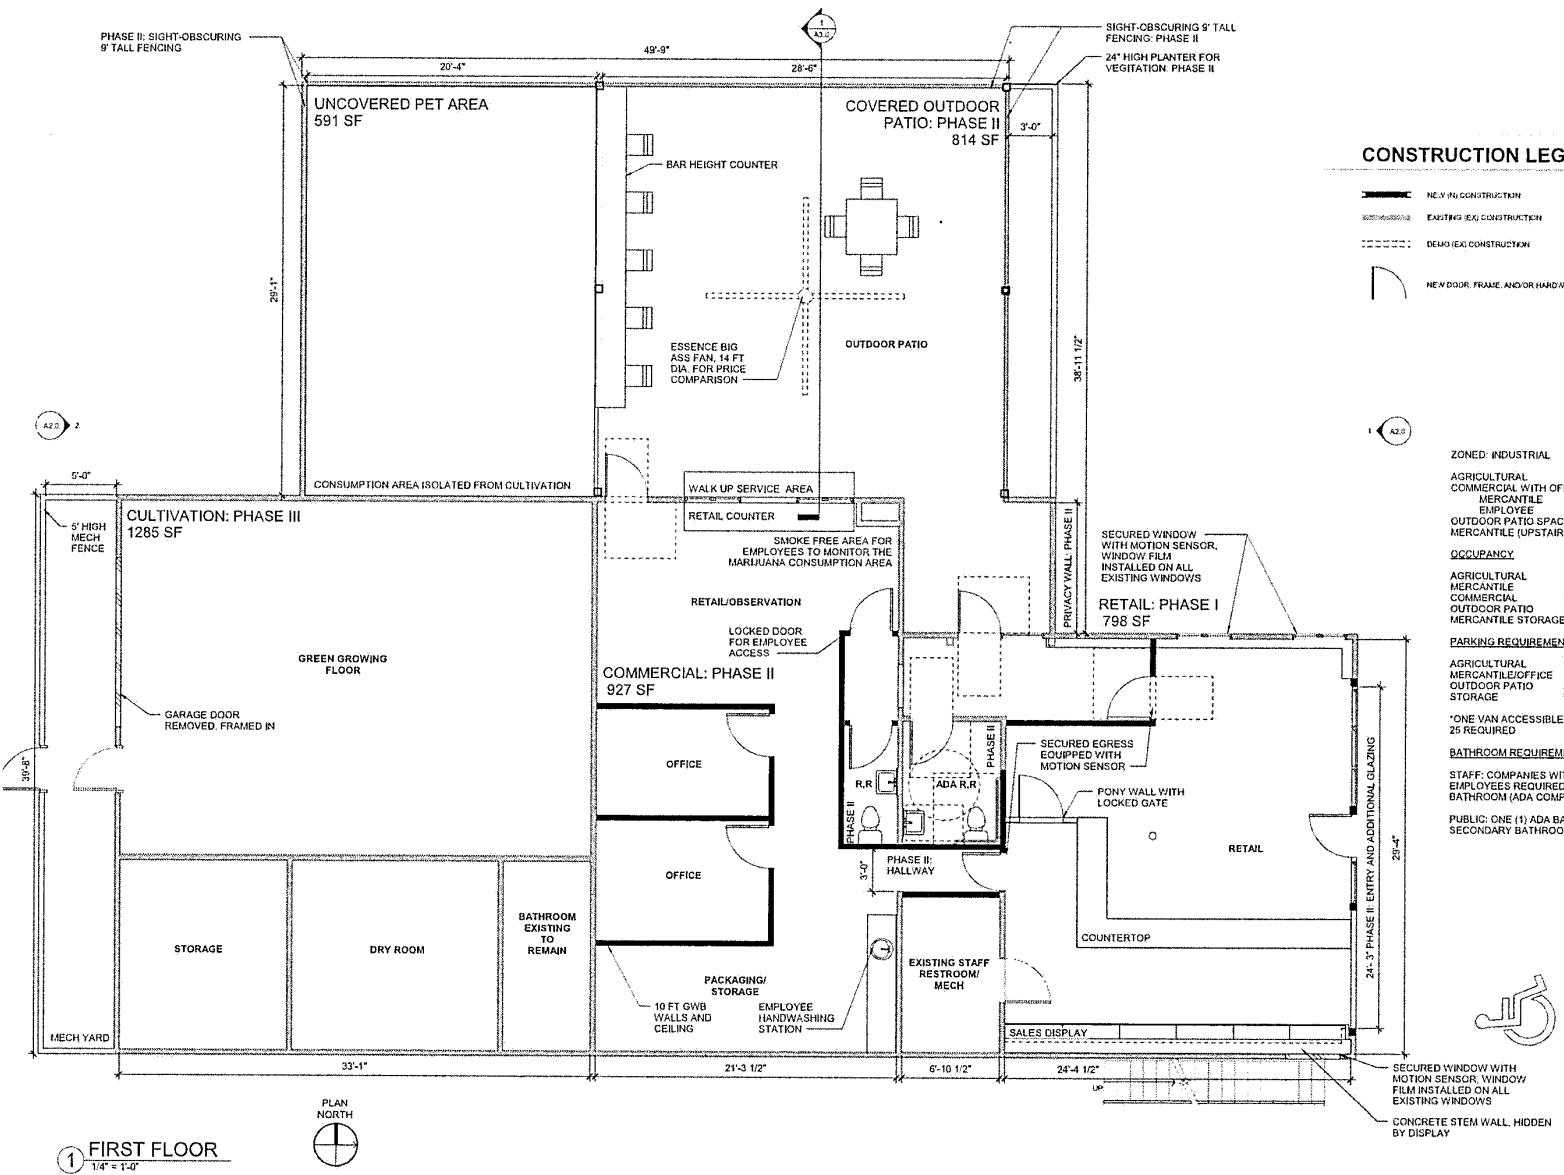 PHASE II: SIGHT-OBSCURING
9' TALL FENCING
1
A3.0
49'-9"
20'-4"
28'-6"
SIGHT-OBSCURING 9' TALL
FENCING: PHASE II
24" HIGH PLANTER FOR
VEGITATION: PHASE II
UNCOVERED PET AREA
591 SF
COVERED OUTDOOR
PATIO: PHASE II
814 SF
3'-0"
BAR HEIGHT COUNTER
29'-1"
38'-11 1/2"
ESSENCE BIG
ASS FAN, 14 FT
DIA. FOR PRICE
COMPARISON
OUTDOOR PATIO
CONSTRUCTION LEG
NEW (N) CONSTRUCTION
EXISTING (EX) CONSTRUCTION
DEMO (EX) CONSTRUCTION
NEW DOOR, FRAME, AND/OR HARDW
A2.0
2
1
A2.0
CONSUMPTION AREA ISOLATED FROM CULTIVATION
WALK UP SERVICE AREA
RETAIL COUNTER
SMOKE FREE AREA FOR
EMPLOYEES TO MONITOR THE
MARIJUANA CONSUMPTION AREA
5'-0"
5' HIGH
MECH
FENCE
CULTIVATION: PHASE III
1285 SF
PRIVACY WALL: PHASE II
SECURED WINDOW
WITH MOTION SENSOR,
WINDOW FILM
INSTALLED ON ALL
EXISTING WINDOWS
RETAIL: PHASE I
798 SF
RETAIL/OBSERVATION
LOCKED DOOR
FOR EMPLOYEE
ACCESS
GREEN GROWING
FLOOR
COMMERCIAL: PHASE II
927 SF
GARAGE DOOR
REMOVED, FRAMED IN
39'-8"
OFFICE
OFFICE
R.R
PHASE II
ADA R.R
PHASE II
SECURED EGRESS
EQUIPPED WITH
MOTION SENSOR
PONY WALL WITH
LOCKED GATE
RETAIL
PHASE II:
HALLWAY
3'-0"
24'- 3" PHASE II: ENTRY AND ADDITIONAL GLAZING
29'-4"
STORAGE
DRY ROOM
BATHROOM
EXISTING
TO
REMAIN
PACKAGING/
STORAGE
10 FT GWB
WALLS AND
CEILING
EMPLOYEE
HANDWASHING
STATION
EXISTING STAFF
RESTROOM/
MECH
COUNTERTOP
SALES DISPLAY
MECH YARD
33'-1"
21'-3 1/2"
6'-10 1/2"
24'-4 1/2"
UP
SECURED WINDOW WITH
MOTION SENSOR, WINDOW
FILM INSTALLED ON ALL
EXISTING WINDOWS
CONCRETE STEM WALL, HIDDEN
BY DISPLAY
ZONED: INDUSTRIAL
AGRICULTURAL
COMMERCIAL WITH OFF
MERCANTILE
EMPLOYEE
OUTDOOR PATIO SPAC
MERCANTILE (UPSTAIR
OCCUPANCY
AGRICULTURAL
MERCANTILE
COMMERCIAL
OUTDOOR PATIO
MERCANTILE STORAGE
PARKING REQUIREMEN
AGRICULTURAL
MERCANTILE/OFFICE
OUTDOOR PATIO
STORAGE
*ONE VAN ACCESSIBLE
25 REQUIRED
BATHROOM REQUIREME
STAFF: COMPANIES WIT
EMPLOYEES REQUIRED
BATHROOM (ADA COMP
PUBLIC: ONE (1) ADA BA
SECONDARY BATHROO
PLAN
NORTH
1
FIRST FLOOR
1/4" = 1'-0"